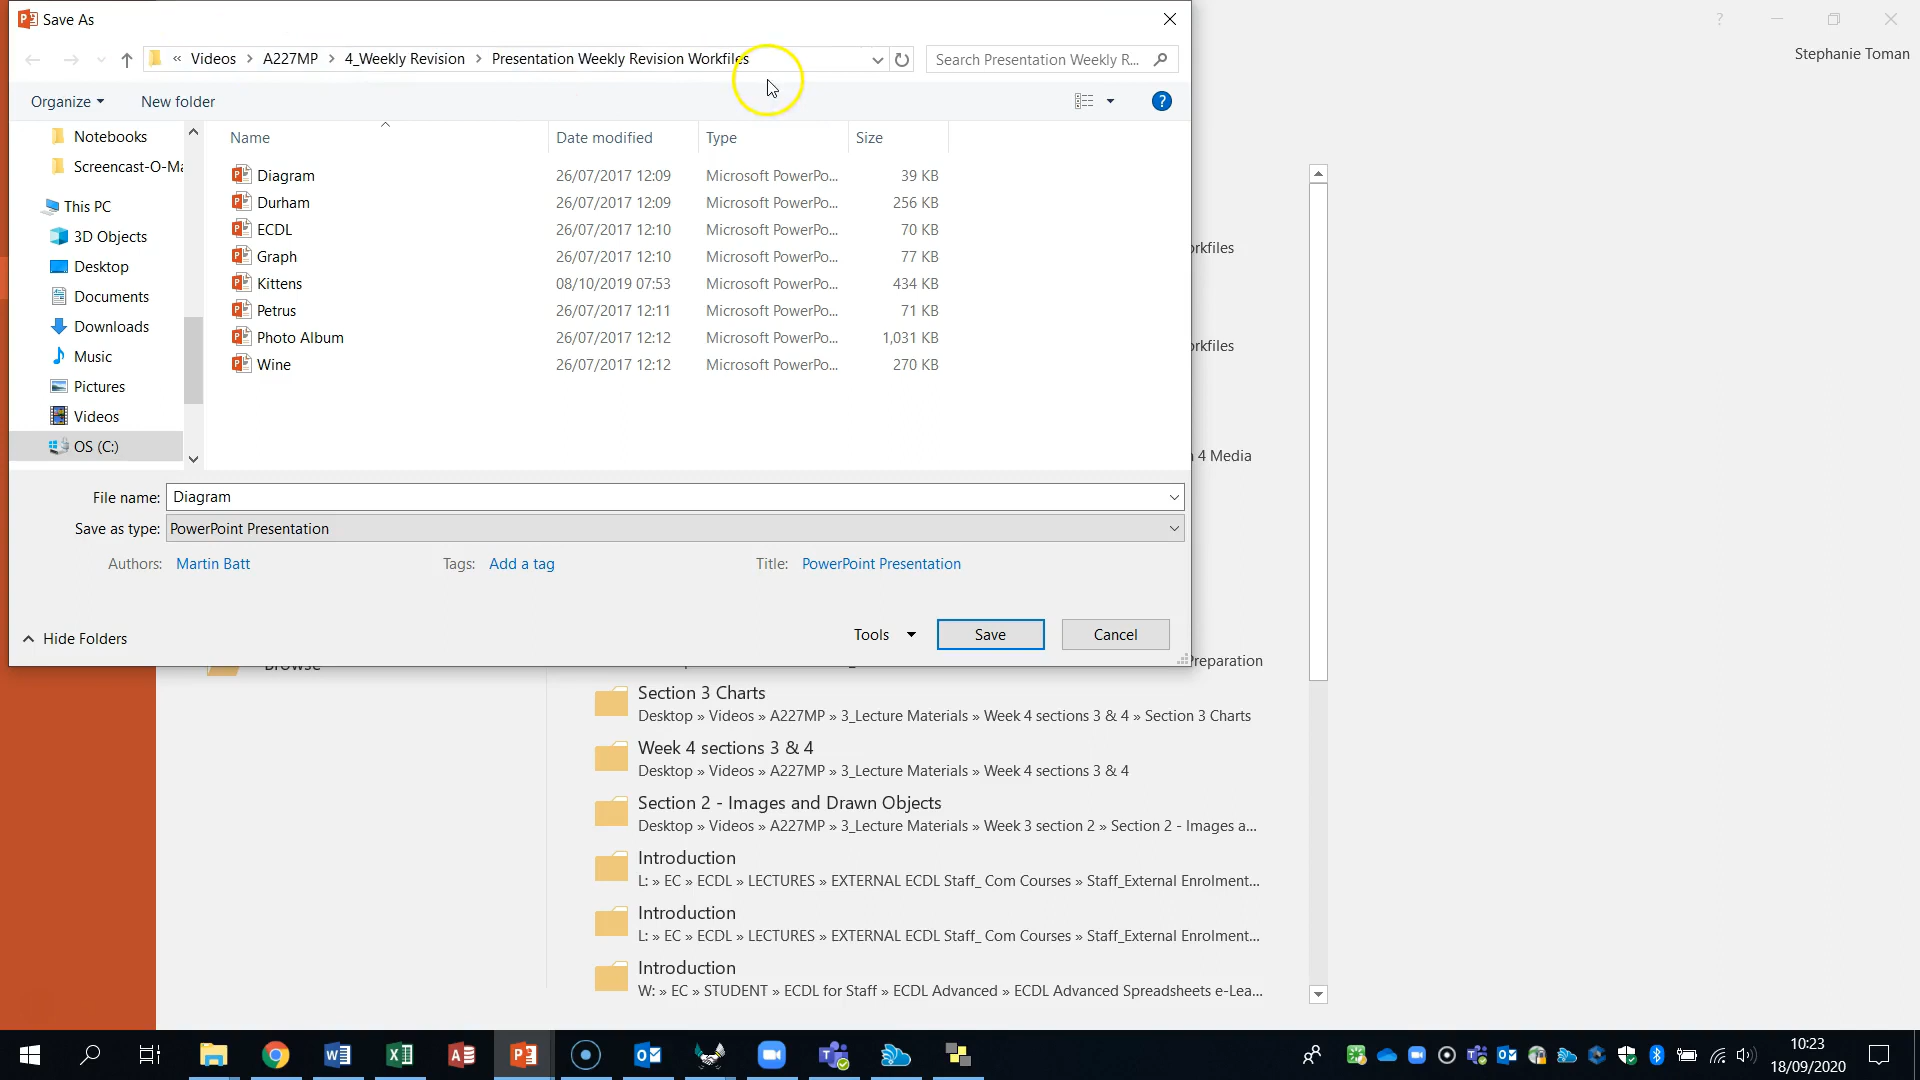 Save As
Stephanie Toman
« Videos > A227MP > 4_Weekly Revision > Presentation Weekly Revision Workfiles
Search Presentation Weekly R...
Organize
New folder
Notebooks
Screencast-O-Ma
This PC
3D Objects
Desktop
Documents
Downloads
Music
Pictures
Videos
OS (C:)
Name Date modified Type Size
Diagram 26/07/2017 12:09 Microsoft PowerPo... 39 KB
Durham 26/07/2017 12:09 Microsoft PowerPo... 256 KB
ECDL 26/07/2017 12:10 Microsoft PowerPo... 70 KB
Graph 26/07/2017 12:10 Microsoft PowerPo... 77 KB
Kittens 08/10/2019 07:53 Microsoft PowerPo... 434 KB
Petrus 26/07/2017 12:11 Microsoft PowerPo... 71 KB
Photo Album 26/07/2017 12:12 Microsoft PowerPo... 1,031 KB
Wine 26/07/2017 12:12 Microsoft PowerPo... 270 KB
File name: Diagram
Save as type: PowerPoint Presentation
Authors: Martin Batt Tags: Add a tag Title: PowerPoint Presentation
Hide Folders
Tools Save Cancel
orkfiles
orkfiles
4 Media
Preparation
Browse
Section 3 Charts
Desktop » Videos » A227MP » 3_Lecture Materials » Week 4 sections 3 & 4 » Section 3 Charts
Week 4 sections 3 & 4
Desktop » Videos » A227MP » 3_Lecture Materials » Week 4 sections 3 & 4
Section 2 - Images and Drawn Objects
Desktop » Videos » A227MP » 3_Lecture Materials » Week 3 section 2 » Section 2 - Images a...
Introduction
L: » EC » ECDL » LECTURES » EXTERNAL ECDL Staff_ Com Courses » Staff_External Enrolment...
Introduction
L: » EC » ECDL » LECTURES » EXTERNAL ECDL Staff_ Com Courses » Staff_External Enrolment...
Introduction
W: » EC » STUDENT » ECDL for Staff » ECDL Advanced » ECDL Advanced Spreadsheets e-Lea...
10:23
18/09/2020